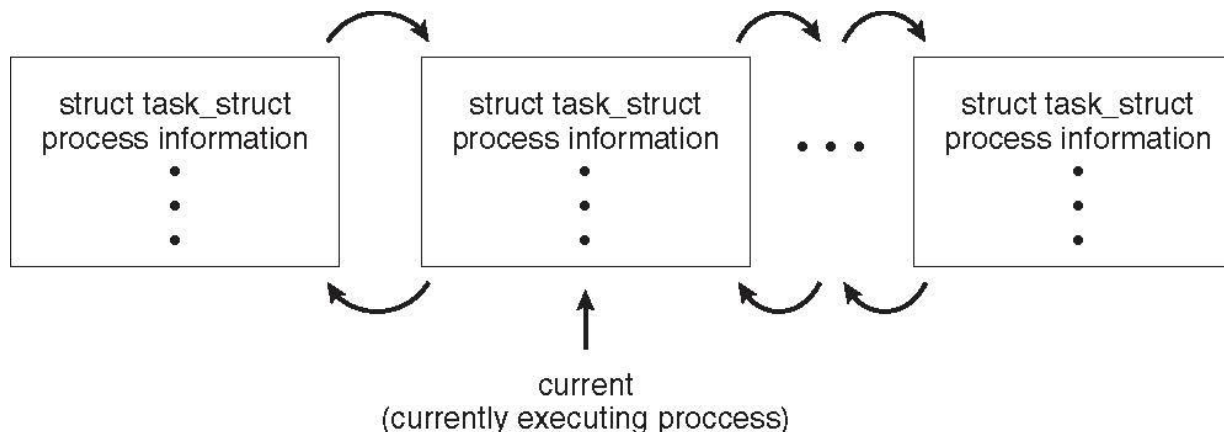 struct task_struct
process information
struct task_struct
process information
struct task_struct
process information
current
(currently executing proccess)